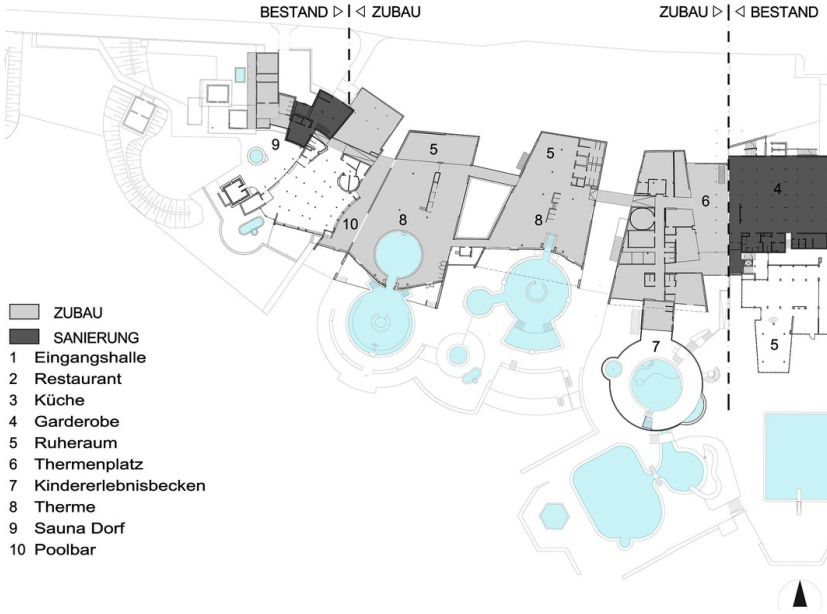 BESTAND ▷ ◁ ZUBAU
ZUBAU ▷ ◁ BESTAND
9
5
5
4
6
10
8
8
7
5
ZUBAU
SANIERUNG
1 Eingangshalle
2 Restaurant
3 Küche
4 Garderobe
5 Ruheraum
6 Thermenplatz
7 Kindererlebnisbecken
8 Therme
9 Sauna Dorf
10 Poolbar